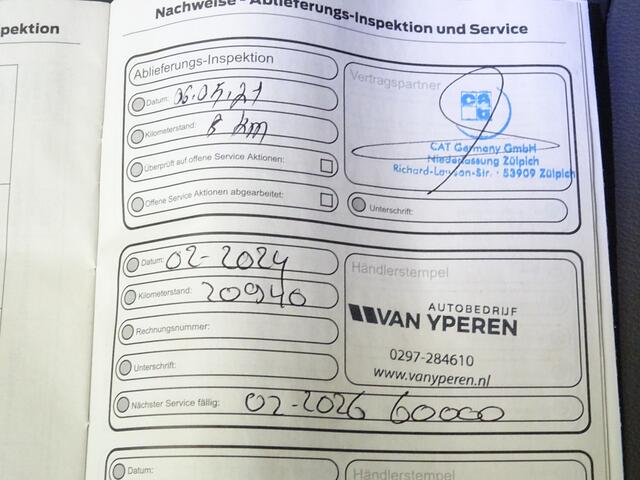 pektion
Nachweise - Ablieferungs-Inspektion und Service
Ablieferungs-Inspektion
Datum:
Kilometerstand: 8 km
Überprüft auf offene Service Aktionen:
Offene Service Aktionen abgearbeitet:
Vertragspartner
CAT
CAT Germany GmbH
Niederlassung Zülpich
Richard-Lawson-Str. · 53909 Zülpich
Unterschrift:
Datum: 02-2024
Kilometerstand: 20940
Rechnungsnummer:
Unterschrift:
Nächster Service fällig: 02-2026 60000
Händlerstempel
AUTOBEDRIJF
VAN YPEREN
0297-284610
www.vanyperen.nl
Datum:
Händlerstempel